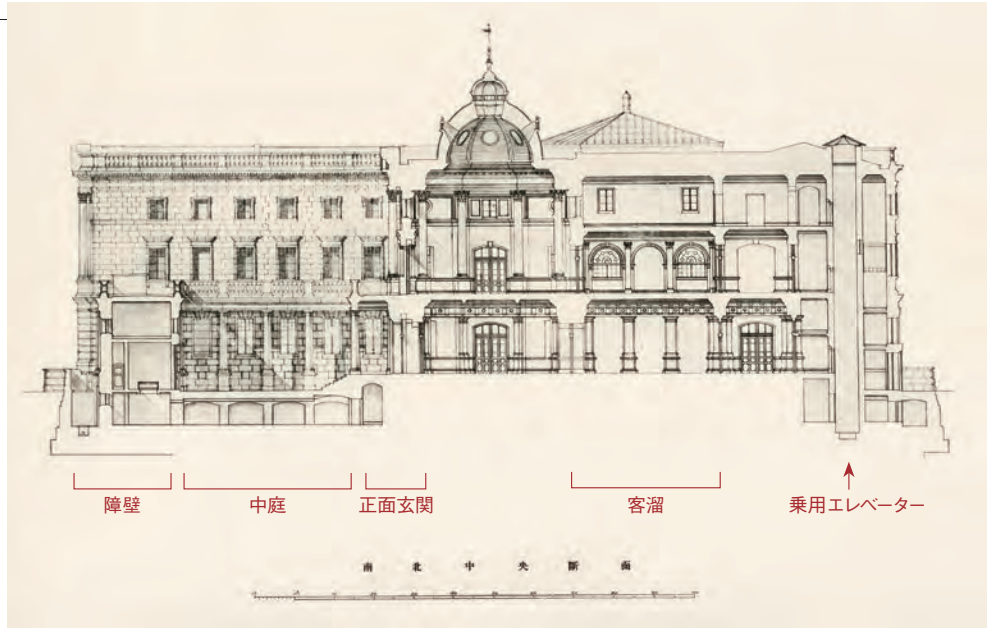 障壁
中庭
正面玄関
客溜
乗用エレベーター
南北中央断面